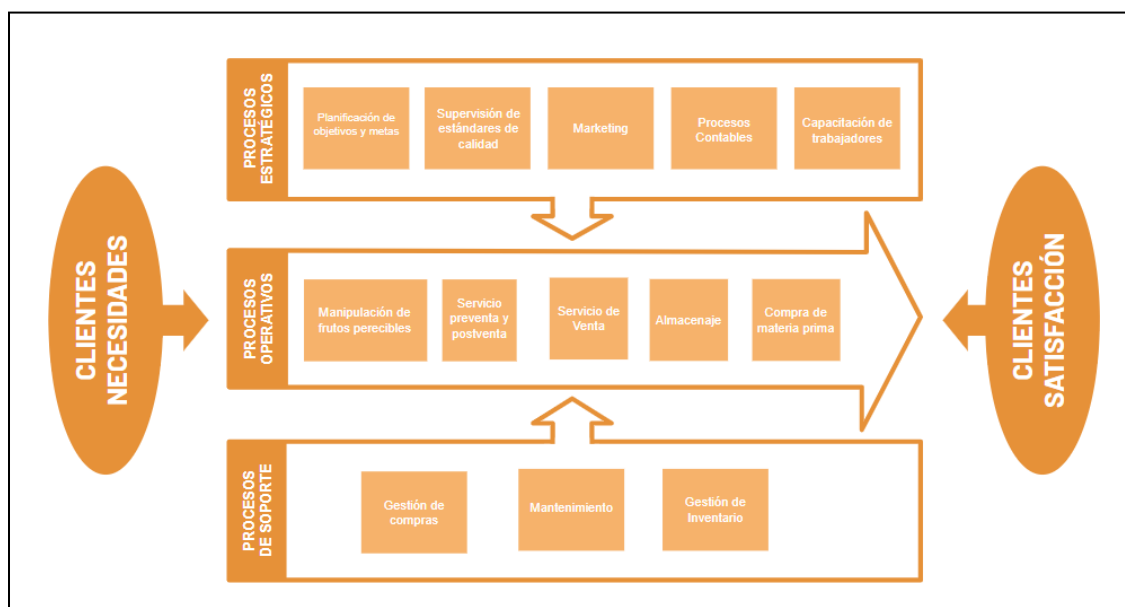 CLIENTES
NECESIDADES
PROCESOS
ESTRATÉGICOS
Planificación de
objetivos y metas
Supervisión de
estándares de
calidad
Marketing
Procesos
Contables
Capacitación de
trabajadores
PROCESOS
OPERATIVOS
Manipulación de
frutos perecibles
Servicio
preventa y
postventa
Servicio de
Venta
Almacenaje
Compra de
materia prima
PROCESOS
DE SOPORTE
Gestión de
compras
Mantenimiento
Gestión de
Inventario
CLIENTES
SATISFACCIÓN